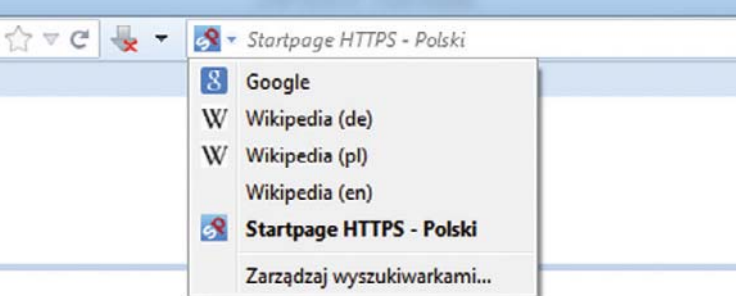 Startpage HTTPS - Polski
Google
Wikipedia (de)
Wikipedia (pl)
Wikipedia (en)
Startpage HTTPS - Polski
Zarządzaj wyszukiwarkami...